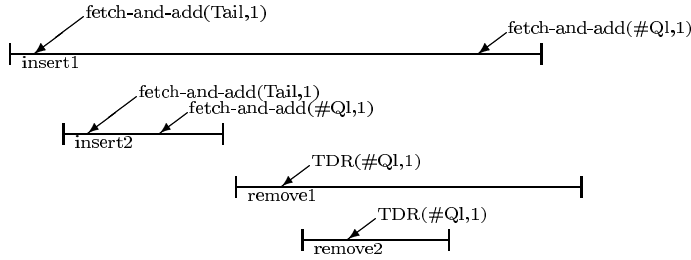 fetch-and-add(Tail,1)
fetch-and-add(#Ql,1)
insert1
fetch-and-add(Tail,1)
fetch-and-add(#Ql,1)
insert2
TDR(#Ql,1)
remove1
TDR(#Ql,1)
remove2